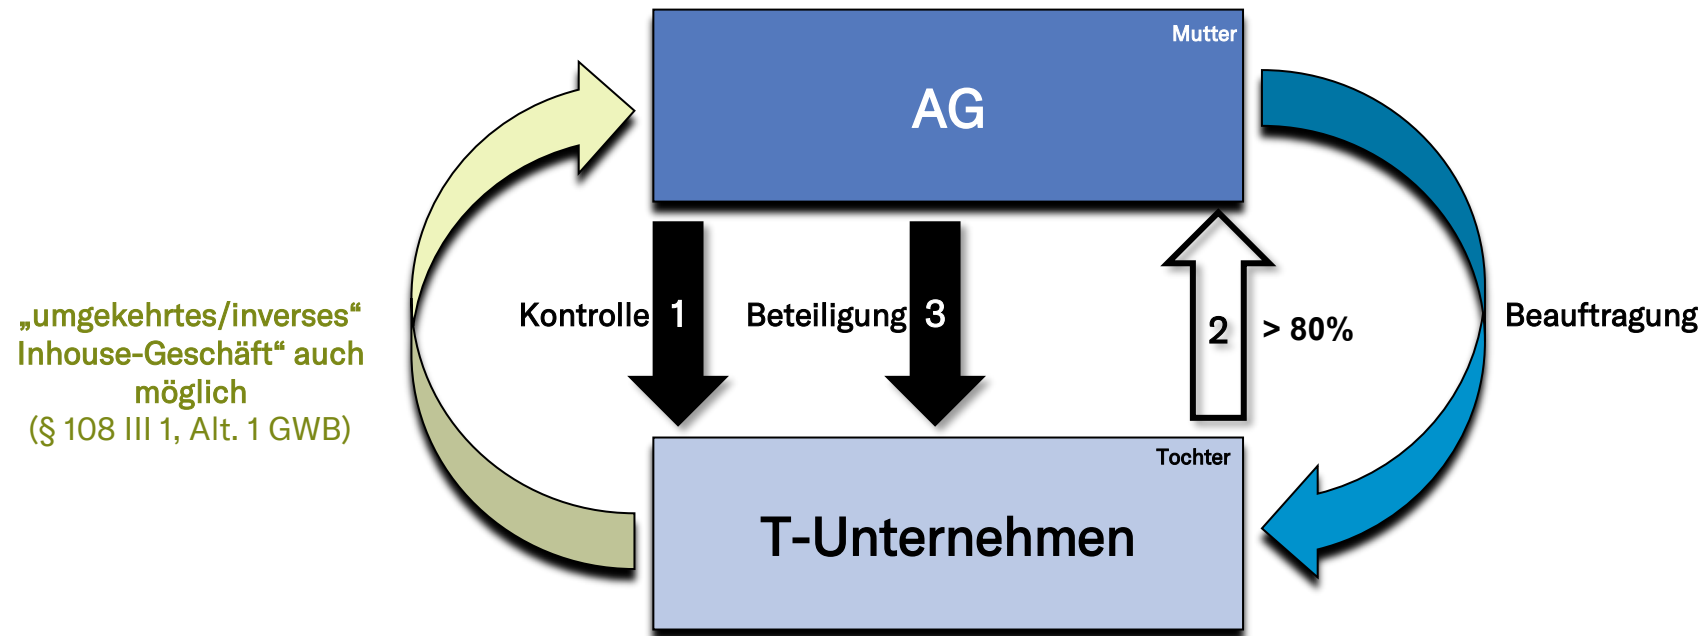 Mutter
AG
Kontrolle 1
Beteiligung 3
2 > 80%
Beauftragung
„umgekehrtes/inverses“
Inhouse-Geschäft“ auch
möglich
(§ 108 III 1, Alt. 1 GWB)
Tochter
T-Unternehmen